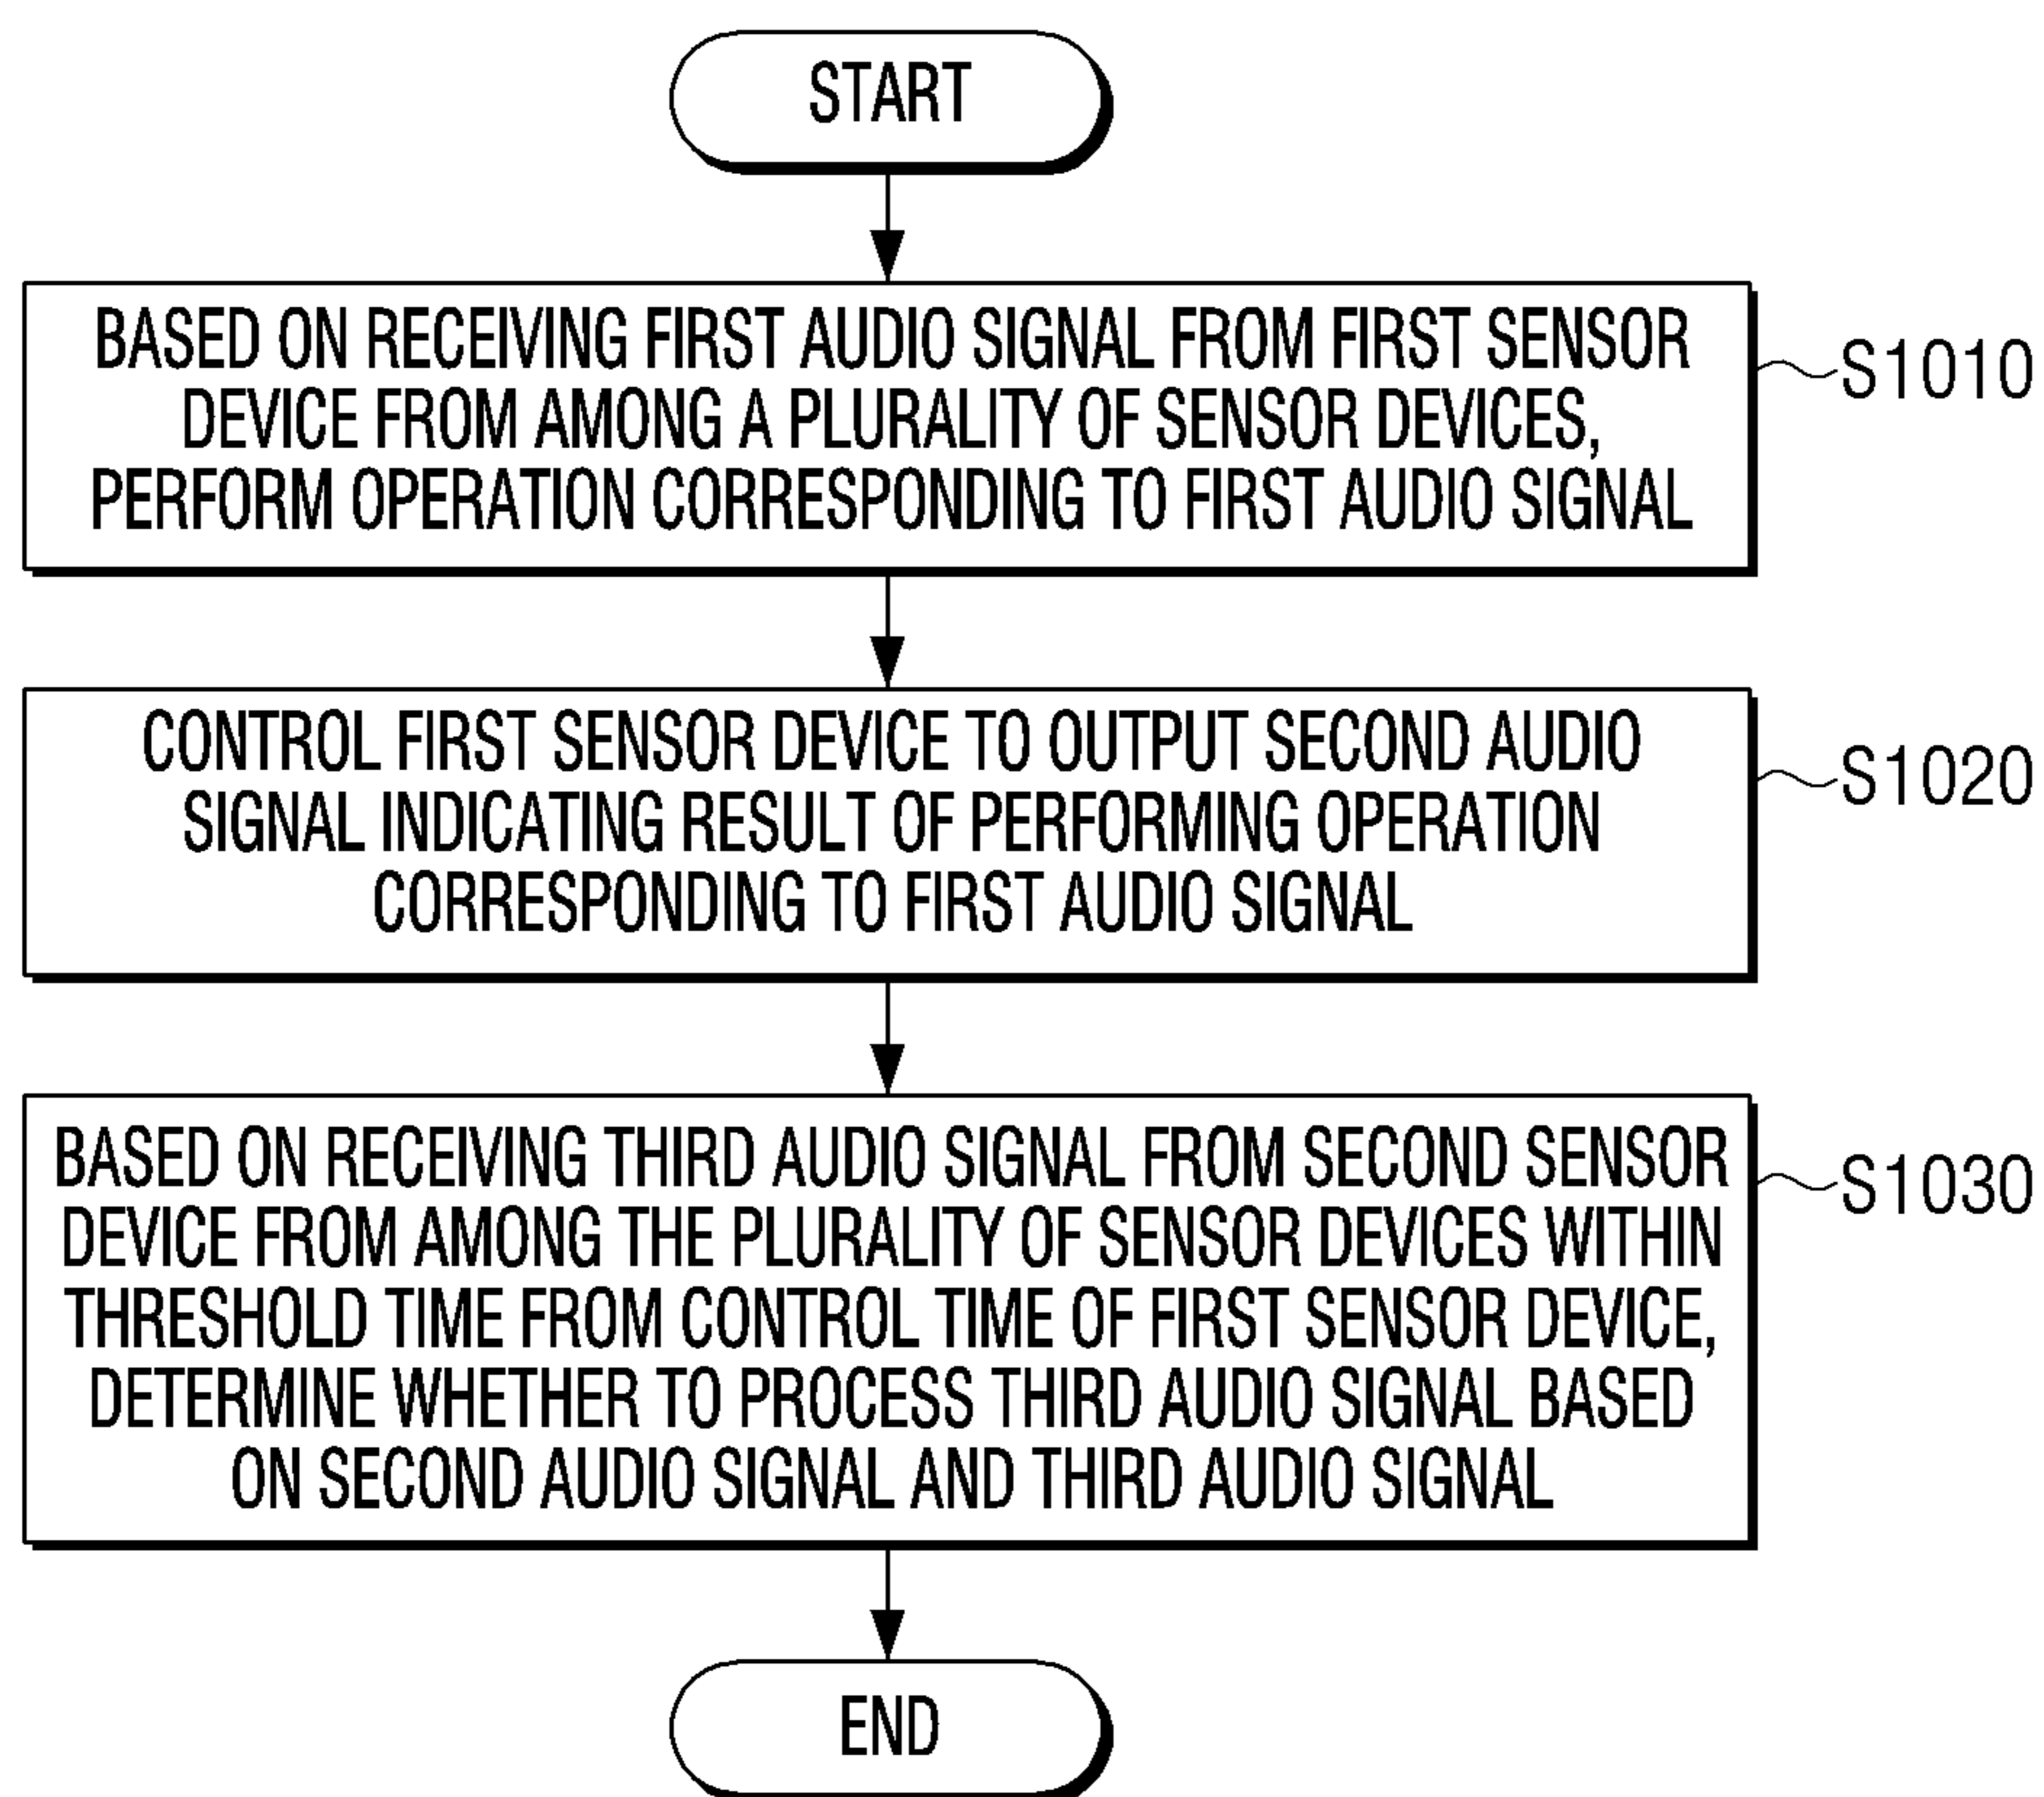 START
BASED ON RECEIVING FIRST AUDIO SIGNAL FROM FIRST SENSOR
DEVICE FROM AMONG A PLURALITY OF SENSOR DEVICES,
PERFORM OPERATION CORRESPONDING TO FIRST AUDIO SIGNAL
S1010
CONTROL FIRST SENSOR DEVICE TO OUTPUT SECOND AUDIO
SIGNAL INDICATING RESULT OF PERFORMING OPERATION
CORRESPONDING TO FIRST AUDIO SIGNAL
S1020
BASED ON RECEIVING THIRD AUDIO SIGNAL FROM SECOND SENSOR
DEVICE FROM AMONG THE PLURALITY OF SENSOR DEVICES WITHIN
THRESHOLD TIME FROM CONTROL TIME OF FIRST SENSOR DEVICE,
DETERMINE WHETHER TO PROCESS THIRD AUDIO SIGNAL BASED
ON SECOND AUDIO SIGNAL AND THIRD AUDIO SIGNAL
S1030
END